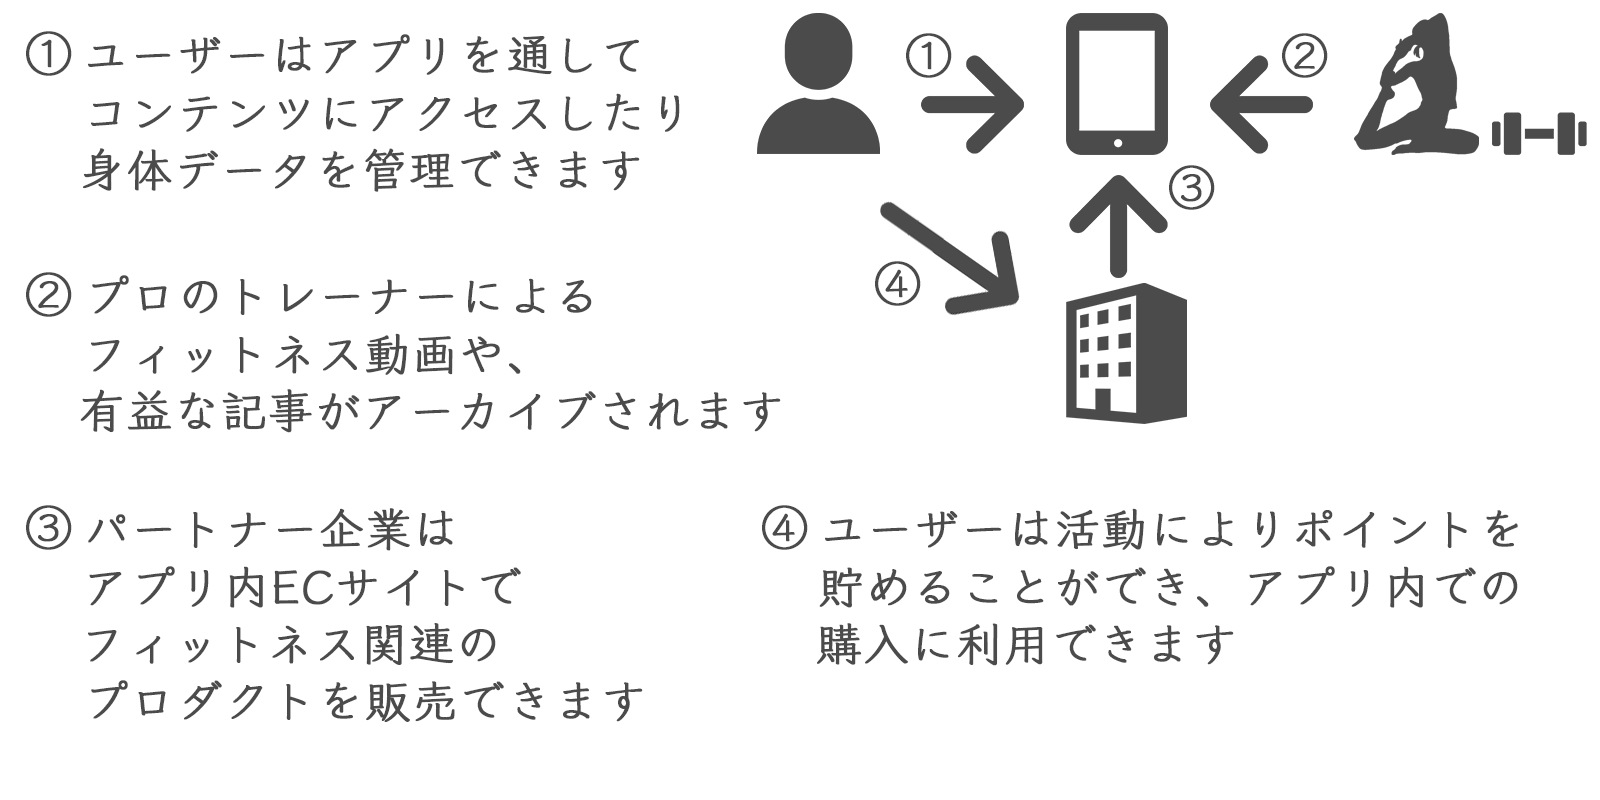 ① ユーザーはアプリを通して
コンテンツにアクセスしたり
身体データを管理できます
① ②
③
④
② プロのトレーナーによる
フィットネス動画や、
有益な記事がアーカイブされます
③ パートナー企業は
アプリ内ECサイトで
フィットネス関連の
プロダクトを販売できます
④ ユーザーは活動によりポイントを
貯めることができ、アプリ内での
購入に利用できます